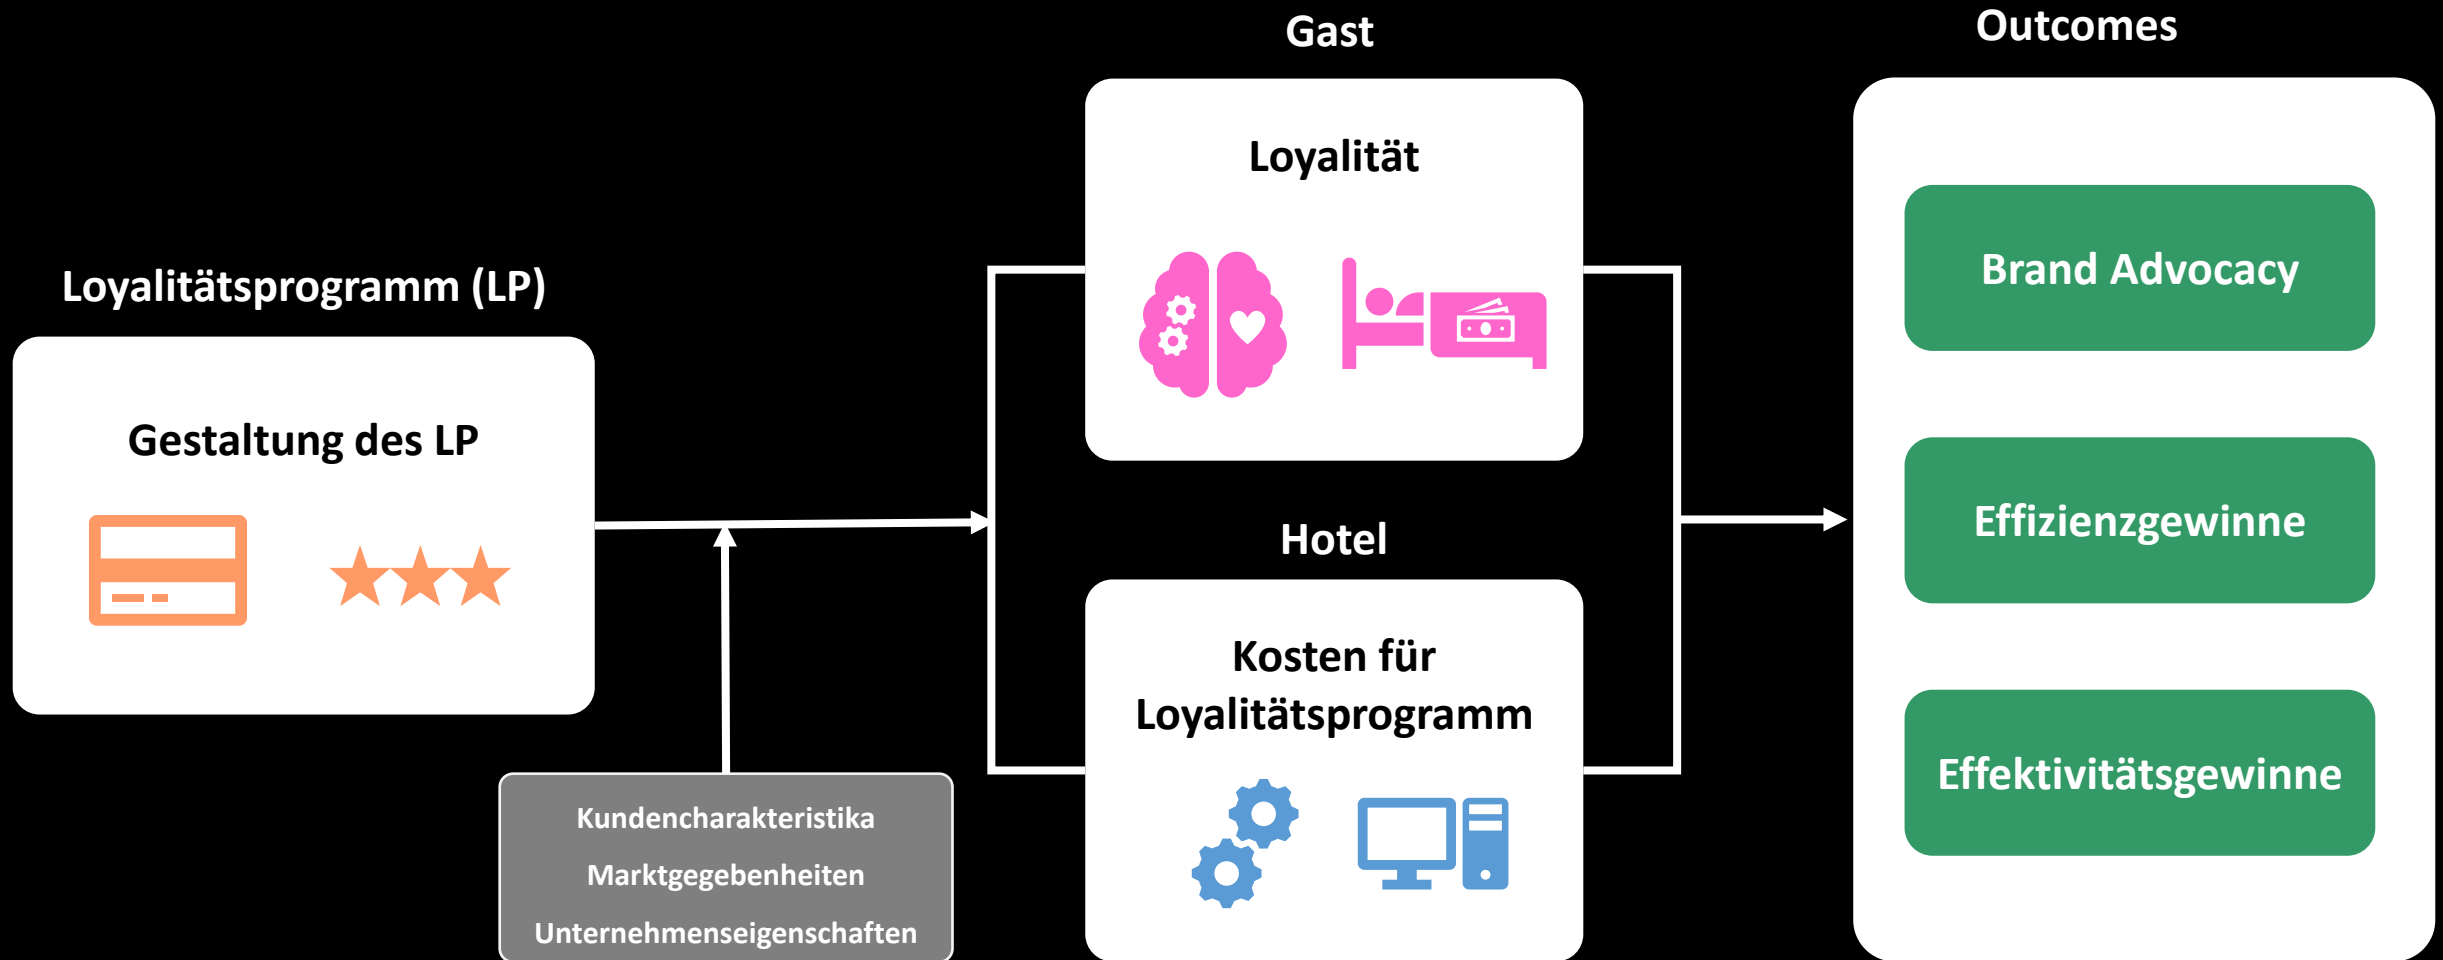 Loyalitätsprogramm (LP)
Gestaltung des LP
Kundencharakteristika
Marktgegebenheiten
Unternehmenseigenschaften
Gast
Loyalität
Hotel
Kosten für
Loyalitätsprogramm
Outcomes
Brand Advocacy
Effizienzgewinne
Effektivitätsgewinne